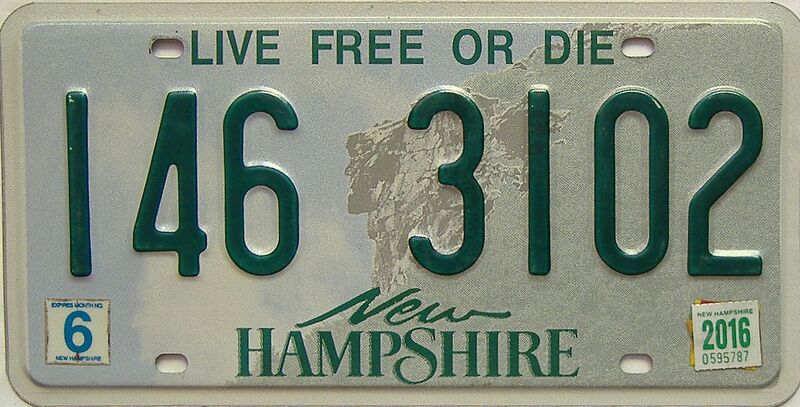 LIVE FREE OR DIE
146 3102
EXPIRES MONTH NO.
6
NEW HAMPSHIRE
New
HAMPSHIRE
NEW HAMPSHIRE
2016
0595787